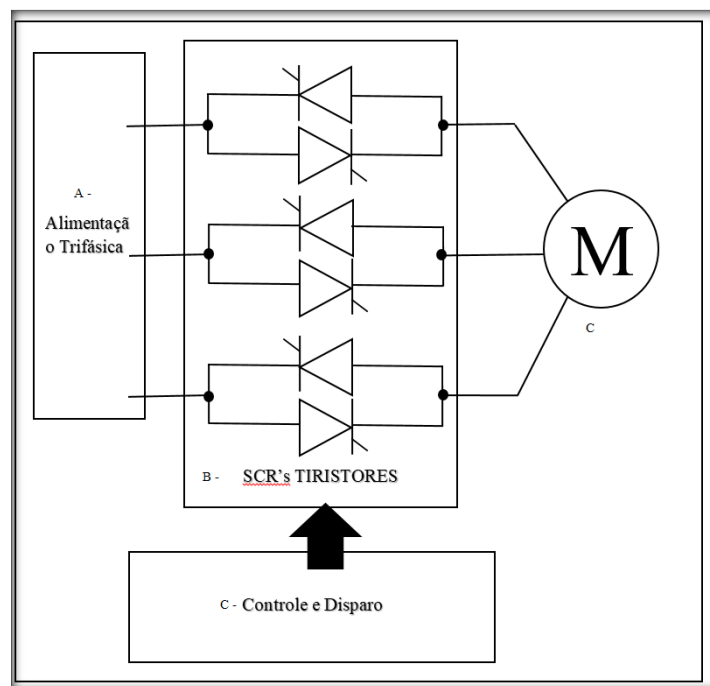 A -
Alimentaçã
o Trifásica
M
C
B - SCR's TIRISTORES
C - Controle e Disparo